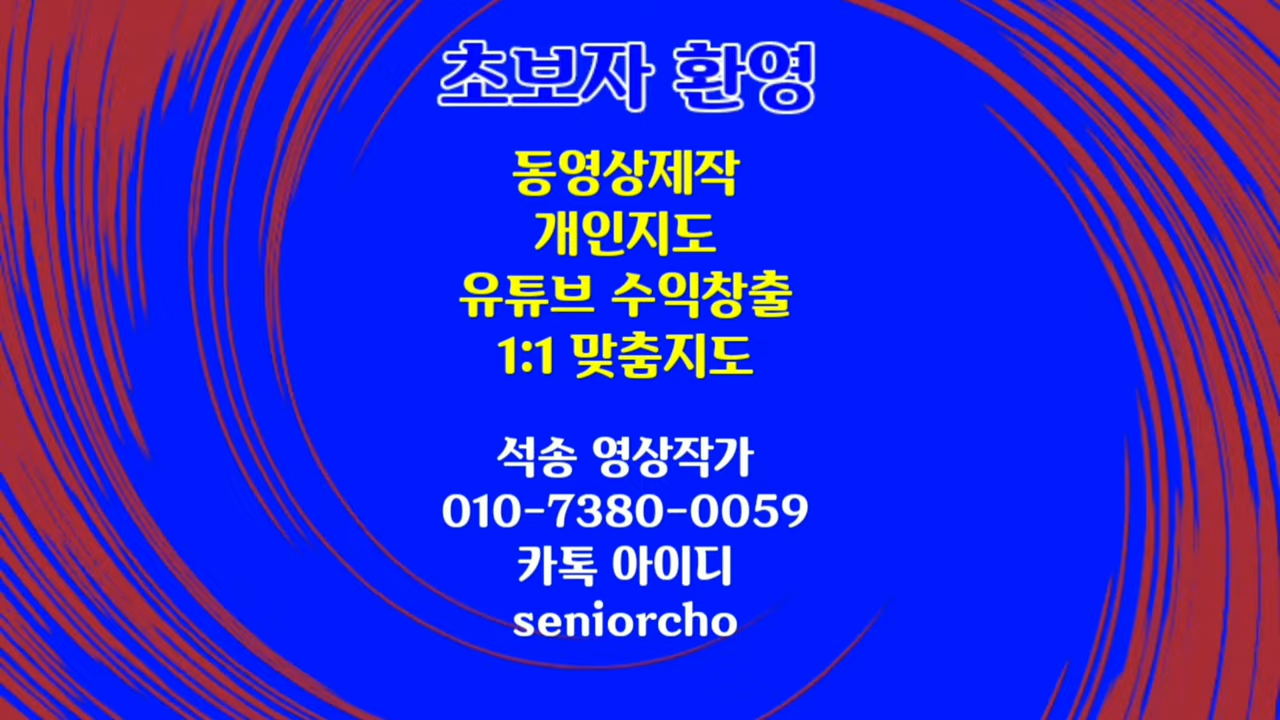 초보자 환영
동영상제작
개인지도
유튜브 수익창출
1:1 맞춤지도
석송 영상작가
010-7380-0059
카톡 아이디
seniorcho